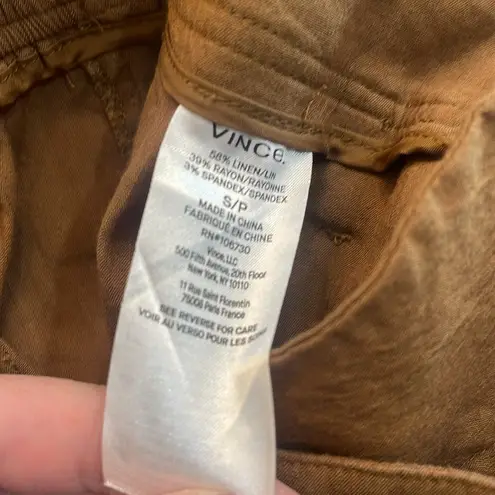 VINCE.
58% LINEN/LIN
39% RAYON/RAYONNE
3% SPANDEX/SPANDEX
S/P
MADE IN CHINA
FABRIQUÉ EN CHINE
RN#106730
Vince, LLC
500 Fifth Avenue, 20th Floor
New York, NY 10110
11 Rue Saint Florentin
75008 Paris France
SEE REVERSE FOR CARE
VOIR AU VERSO POUR LES